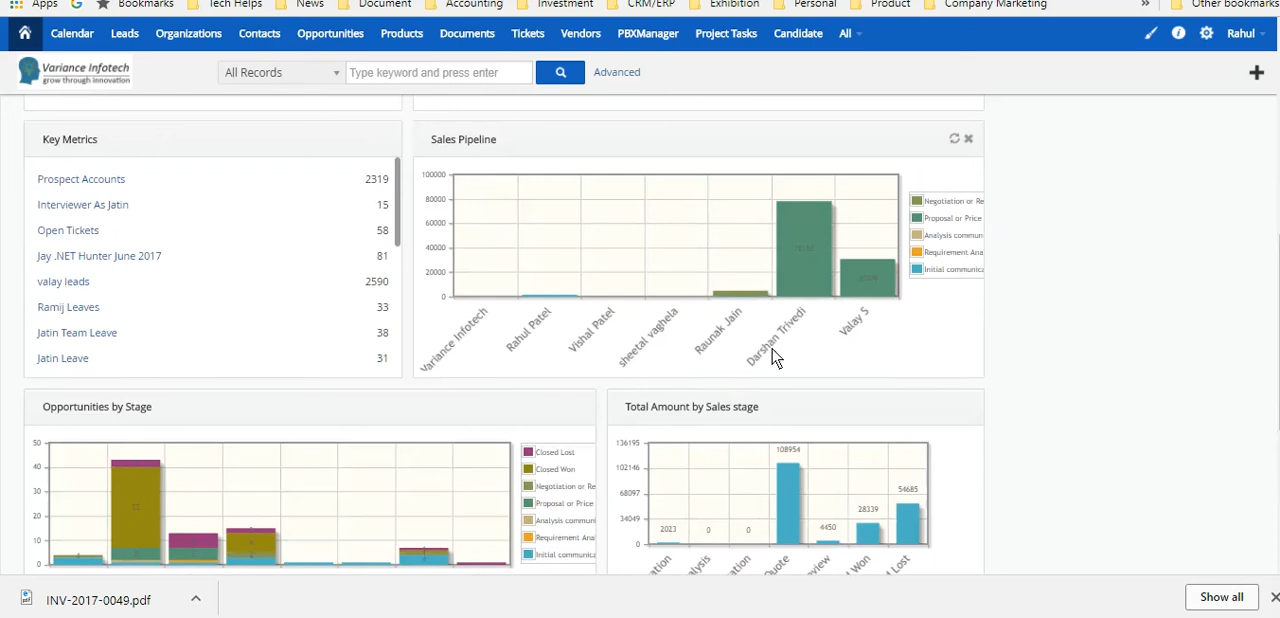 Apps Bookmarks Tech Helps News Document Accounting Investment CRM/ERP Exhibition Personal Product Company Marketing » Other bookmarks
Calendar Leads Organizations Contacts Opportunities Products Documents Tickets Vendors PBXManager Project Tasks Candidate All Rahul
Variance Infotech
grow through innovation
All Records Type keyword and press enter Advanced
Key Metrics
Prospect Accounts 2319
Interviewer As Jatin 15
Open Tickets 58
Jay .NET Hunter June 2017 81
valay leads 2590
Ramij Leaves 33
Jatin Team Leave 38
Jatin Leave 31
Sales Pipeline
100000
80000
60000
40000
20000
0
Variance Infotech
Rahul Patel
Vishal Patel
sheetal vaghela
Raunak Jain
Darshan Trivedi
Valay S
Negotiation or Re
Proposal or Price
Analysis commun
Requirement Ana
Initial communica
Opportunities by Stage
50
40
30
20
10
0
Closed Lost
Closed Won
Negotiation or Re
Proposal or Price
Analysis commun
Requirement Ana
Initial communica
Total Amount by Sales stage
136195
102146
68097
34049
0
2023
0
0
108954
4450
28339
54685
ation
alysis
ation
Quote
eview
d Won
d Lost
INV-2017-0049.pdf
Show all